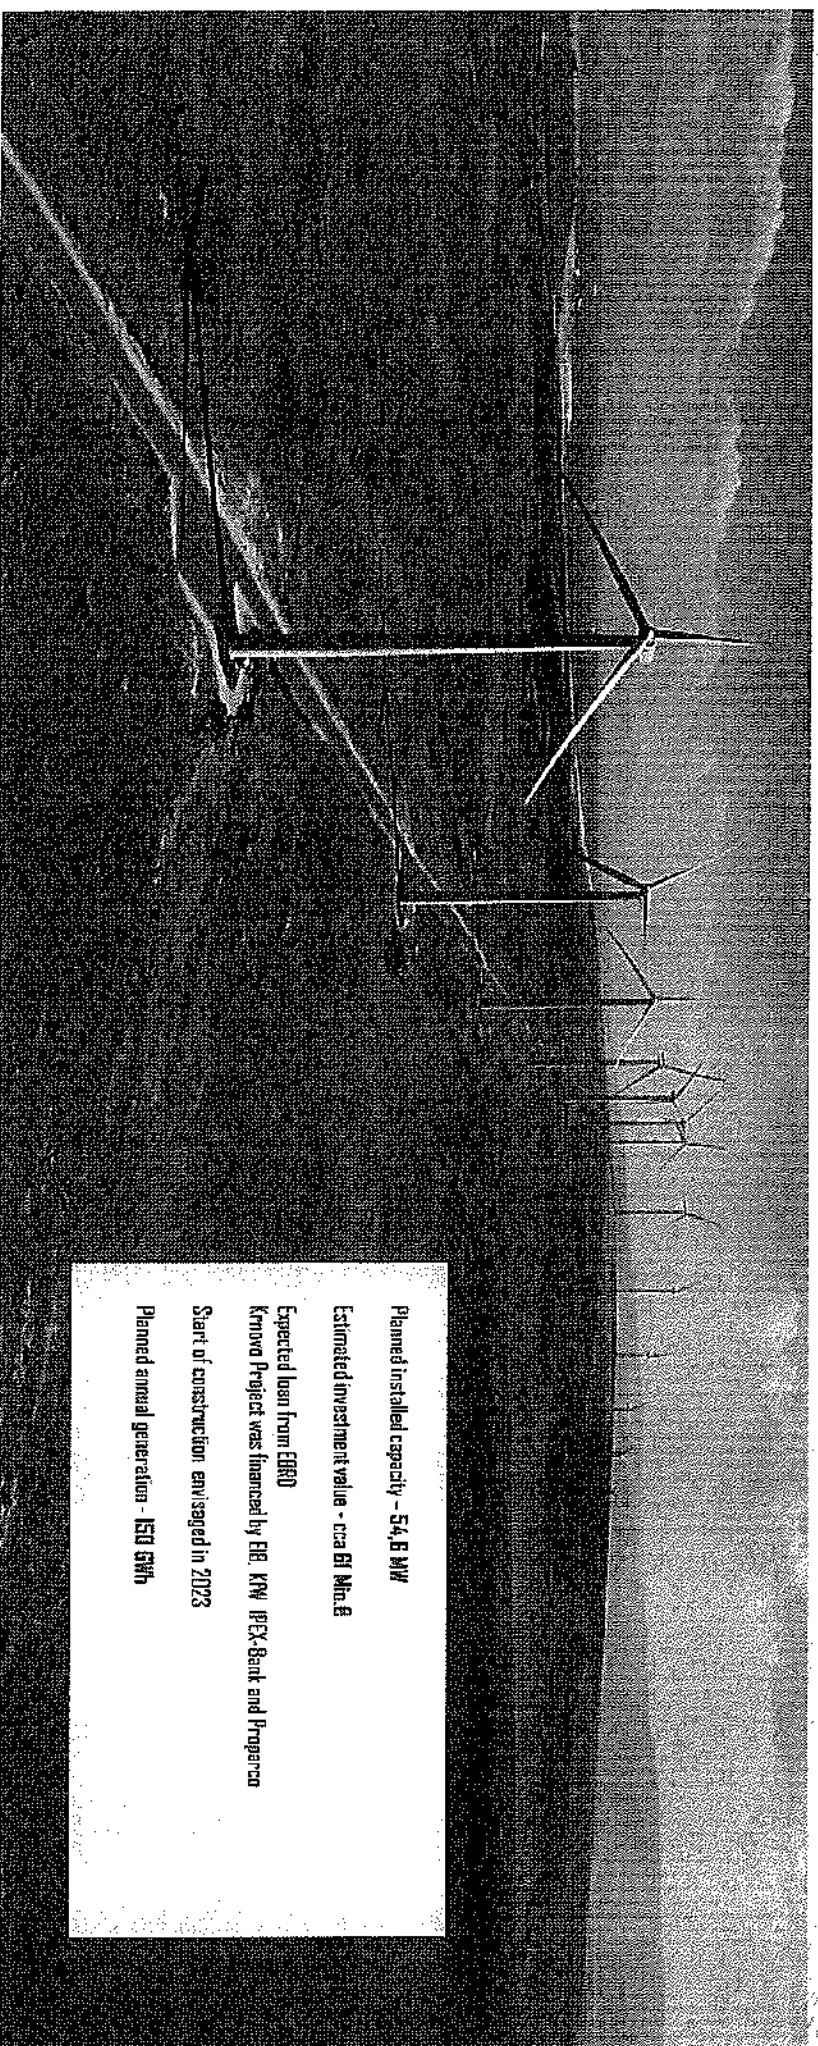 Planned installed capacity – 54,6 MW
Estimated investment value - cca 61 Mln.€
Expected loan from EBRD
Krnovo Project was financed by EIB, KfW IPEX-Bank and Proparco
Start of construction envisaged in 2023
Planned annual generation - 150 GWh